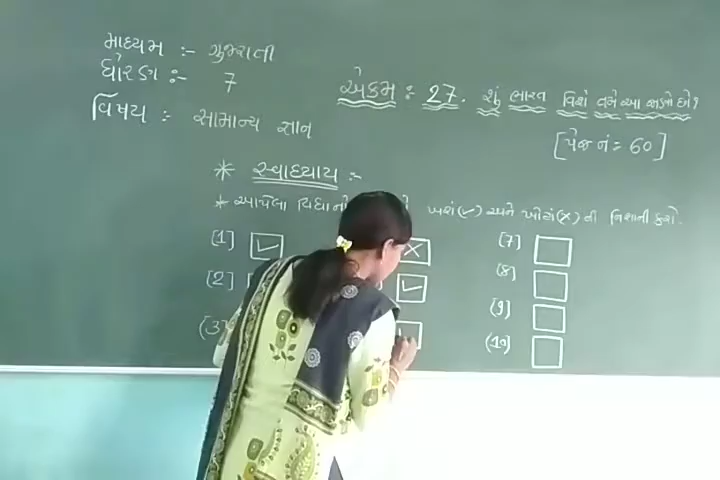 માધ્યમ :- ગુજરાતી
ધોરણ :- 7
વિષય : સામાન્ય જ્ઞાન
એકમ : 27. શું ભારત વિશે તમે આ જાણો છો?
[પેજ નં = 60]
* સ્વાધ્યાય :-
* આપેલા વિધાનો ખરાં(✓) અને ખોટાં(×) ની નિશાની કરો.
[1] ✓ × [7]
[2] ✓ [8]
(3) [9]
(10)